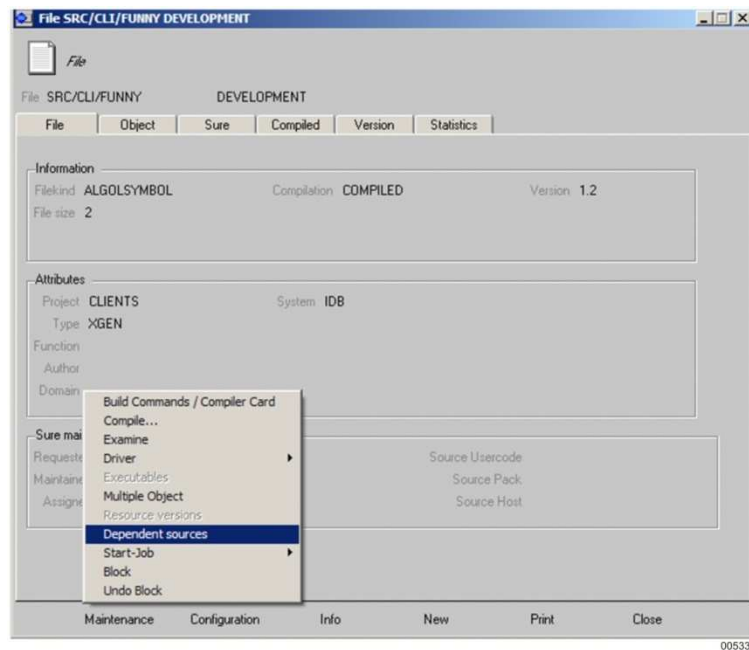 File SRC/CLI/FUNNY DEVELOPMENT
File
File SRC/CLI/FUNNY DEVELOPMENT
File Object Sure Compiled Version Statistics
Information
Filekind ALGOLSYMBOL Compilation COMPILED Version 1.2
File size 2
Attributes
Project CLIENTS System IDB
Type XGEN
Function
Author
Domain
Build Commands / Compiler Card
Compile...
Sure mai
Examine
Requeste Driver Source Usercode
Maintaine Executables Source Pack
Assigne Multiple Object Source Host
Resource versions
Dependent sources
Start-Job
Block
Undo Block
Maintenance Configuration Info New Print Close
00533